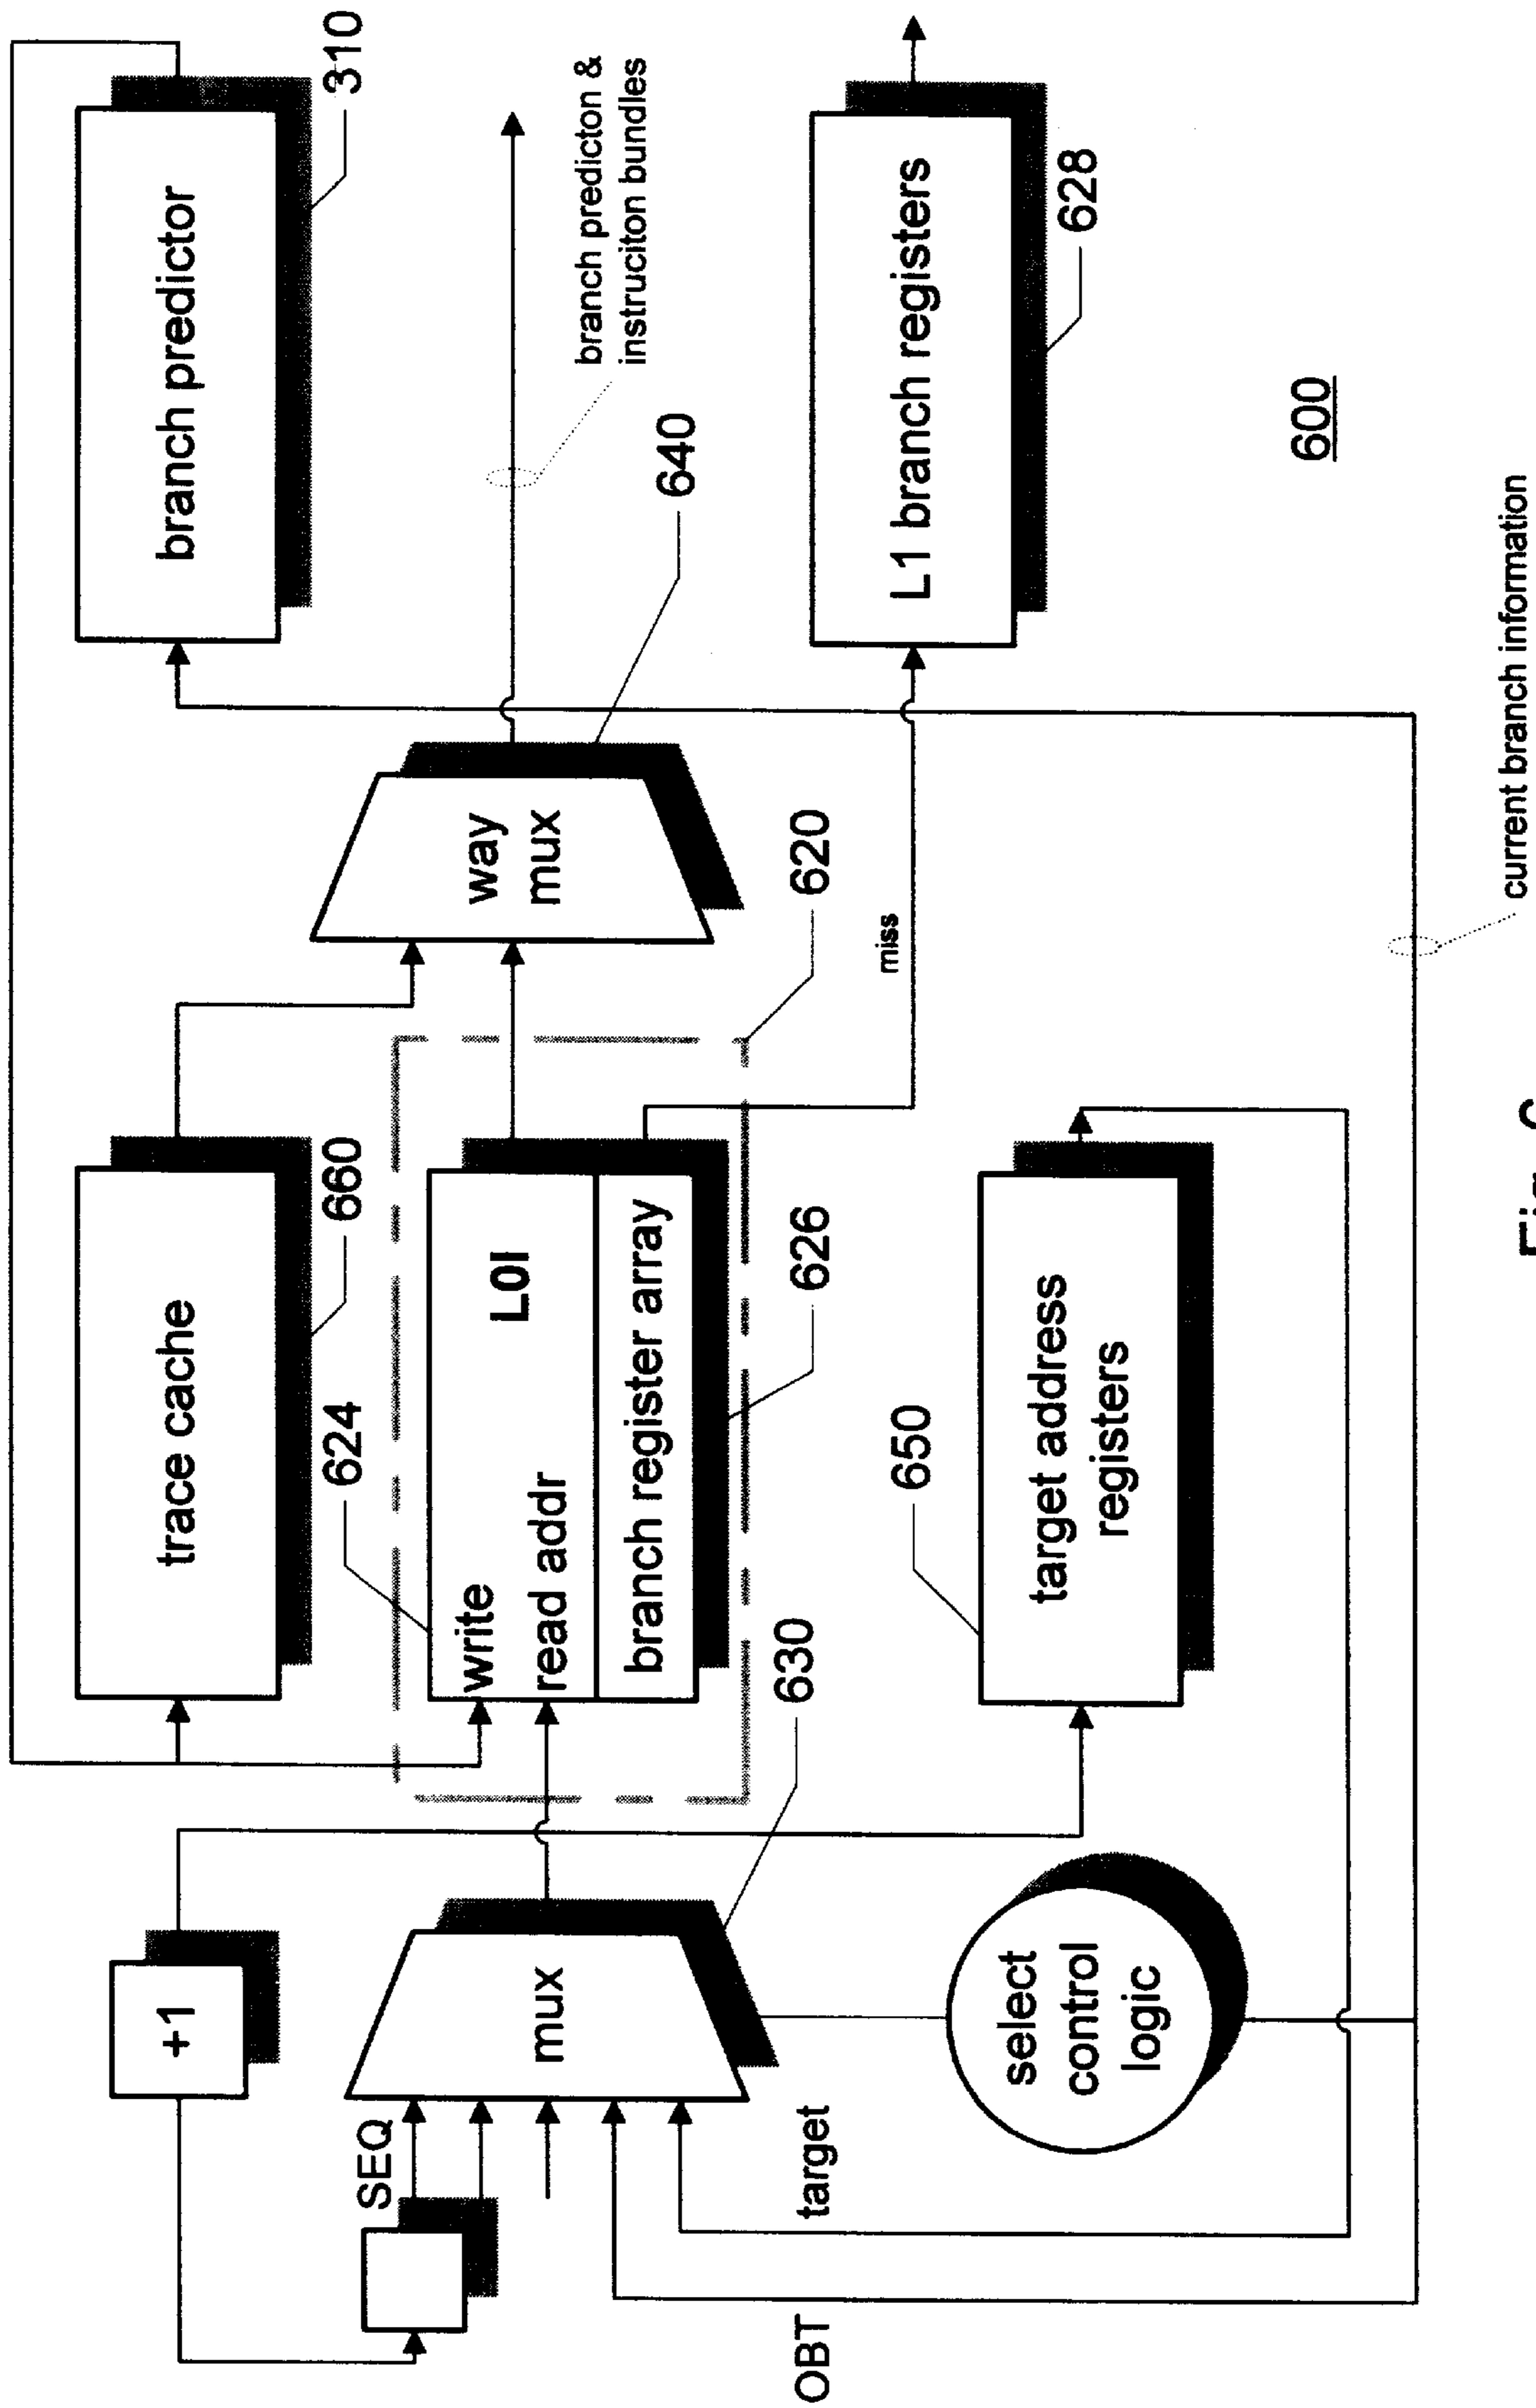 +1
SEQ
mux
OBT
target
select
control
logic
630
trace cache
660
624
write
read addr
L0I
branch register array
626
620
650
target address
registers
way
mux
640
miss
branch predictor
310
branch predicton &
instruciton bundles
L1 branch registers
628
600
current branch information
Fig.